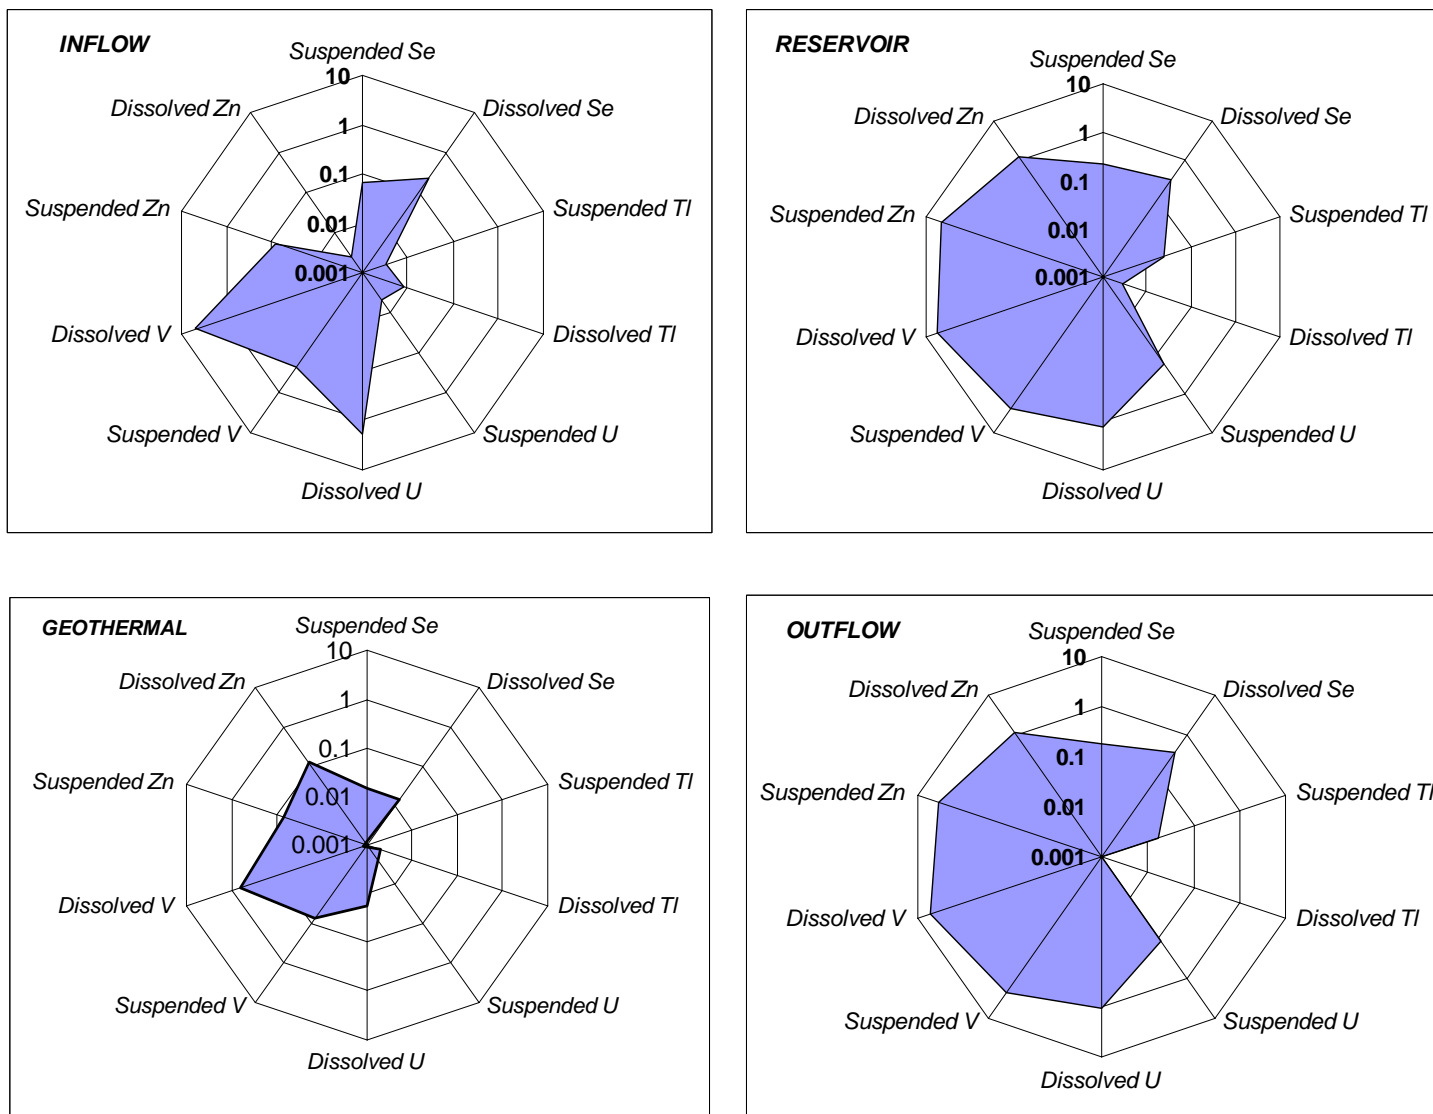 INFLOW
Suspended Se
10
Dissolved Zn
Dissolved Se
1
0.1
Suspended Zn
Suspended Tl
0.01
0.001
Dissolved V
Dissolved Tl
Suspended V
Suspended U
Dissolved U
RESERVOIR
Suspended Se
10
Dissolved Zn
Dissolved Se
1
0.1
Suspended Zn
Suspended Tl
0.01
0.001
Dissolved V
Dissolved Tl
Suspended V
Suspended U
Dissolved U
GEOTHERMAL
Suspended Se
10
Dissolved Zn
Dissolved Se
1
0.1
Suspended Zn
Suspended Tl
0.01
0.001
Dissolved V
Dissolved Tl
Suspended V
Suspended U
Dissolved U
OUTFLOW
Suspended Se
10
Dissolved Zn
Dissolved Se
1
0.1
Suspended Zn
Suspended Tl
0.01
0.001
Dissolved V
Dissolved Tl
Suspended V
Suspended U
Dissolved U